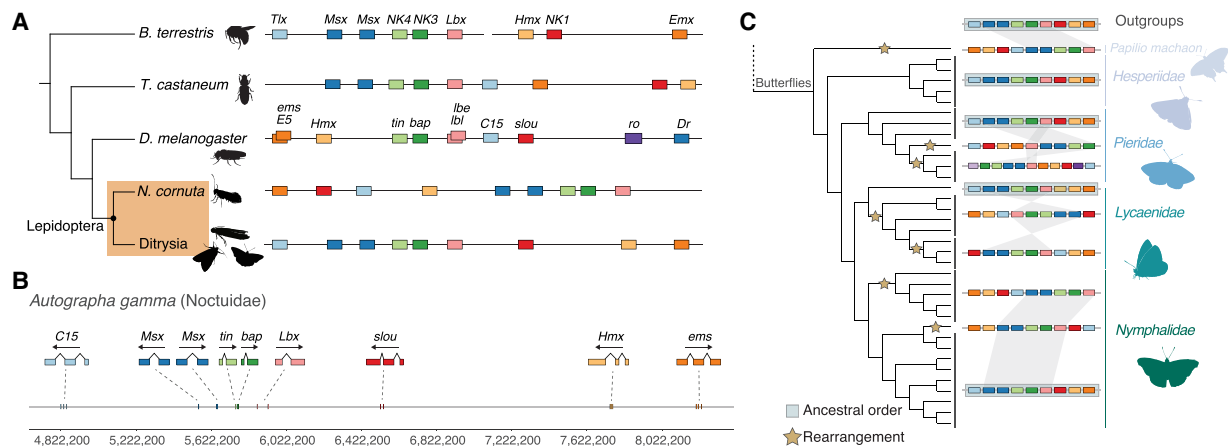 A
B. terrestris
Tlx Msx Msx NK4 NK3 Lbx Hmx NK1 Emx
T. castaneum
ems
E5 Hmx tin bap lbe
lbl C15 slou ro Dr
D. melanogaster
N. cornuta
Lepidoptera
Ditrysia
B
Autographa gamma (Noctuidae)
C15 Msx Msx tin bap Lbx slou Hmx ems
4,822,200 5,222,200 5,622,200 6,022,200 6,422,200 6,822,200 7,222,200 7,622,200 8,022,200
C
Outgroups
Papilio machaon
Butterflies
Hesperiidae
Pieridae
Lycaenidae
Nymphalidae
Ancestral order
Rearrangement